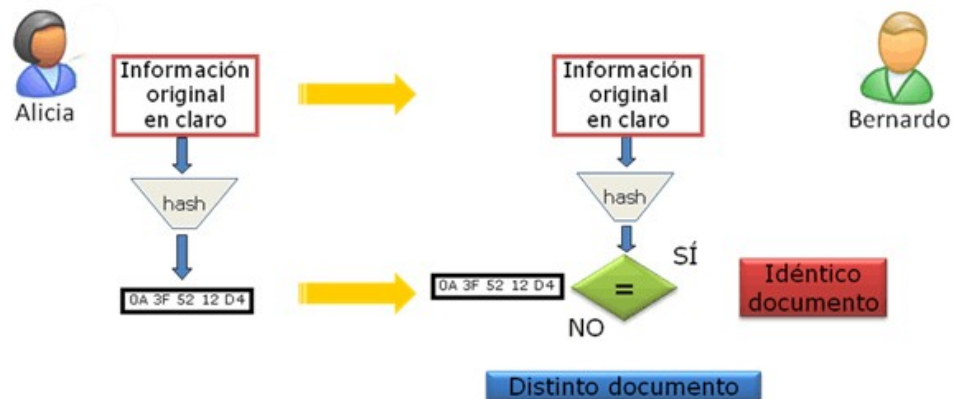 Alicia
Información
original
en claro
hash
0A 3F 52 12 D4
Información
original
en claro
hash
0A 3F 52 12 D4
=
SÍ
NO
Idéntico
documento
Distinto documento
Bernardo